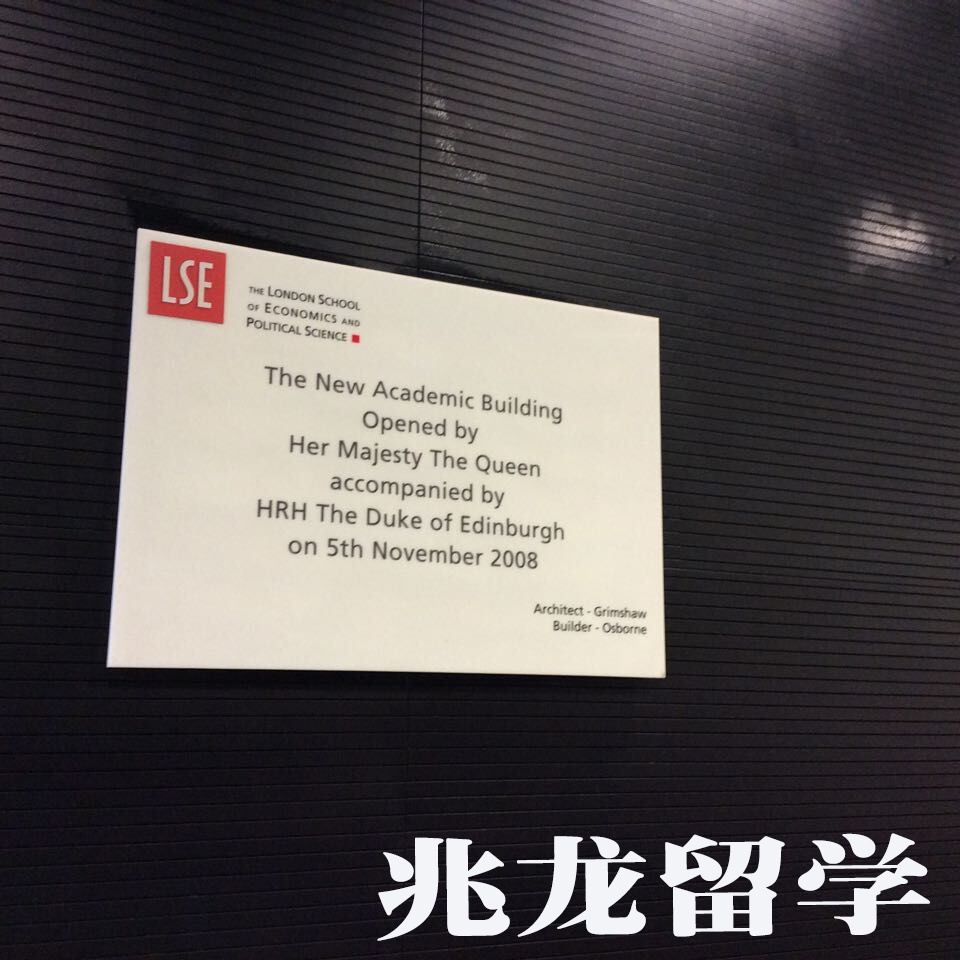 LSE
THE LONDON SCHOOL
OF ECONOMICS AND
POLITICAL SCIENCE
The New Academic Building
Opened by
Her Majesty The Queen
accompanied by
HRH The Duke of Edinburgh
on 5th November 2008
Architect - Grimshaw
Builder - Osborne
兆龙留学